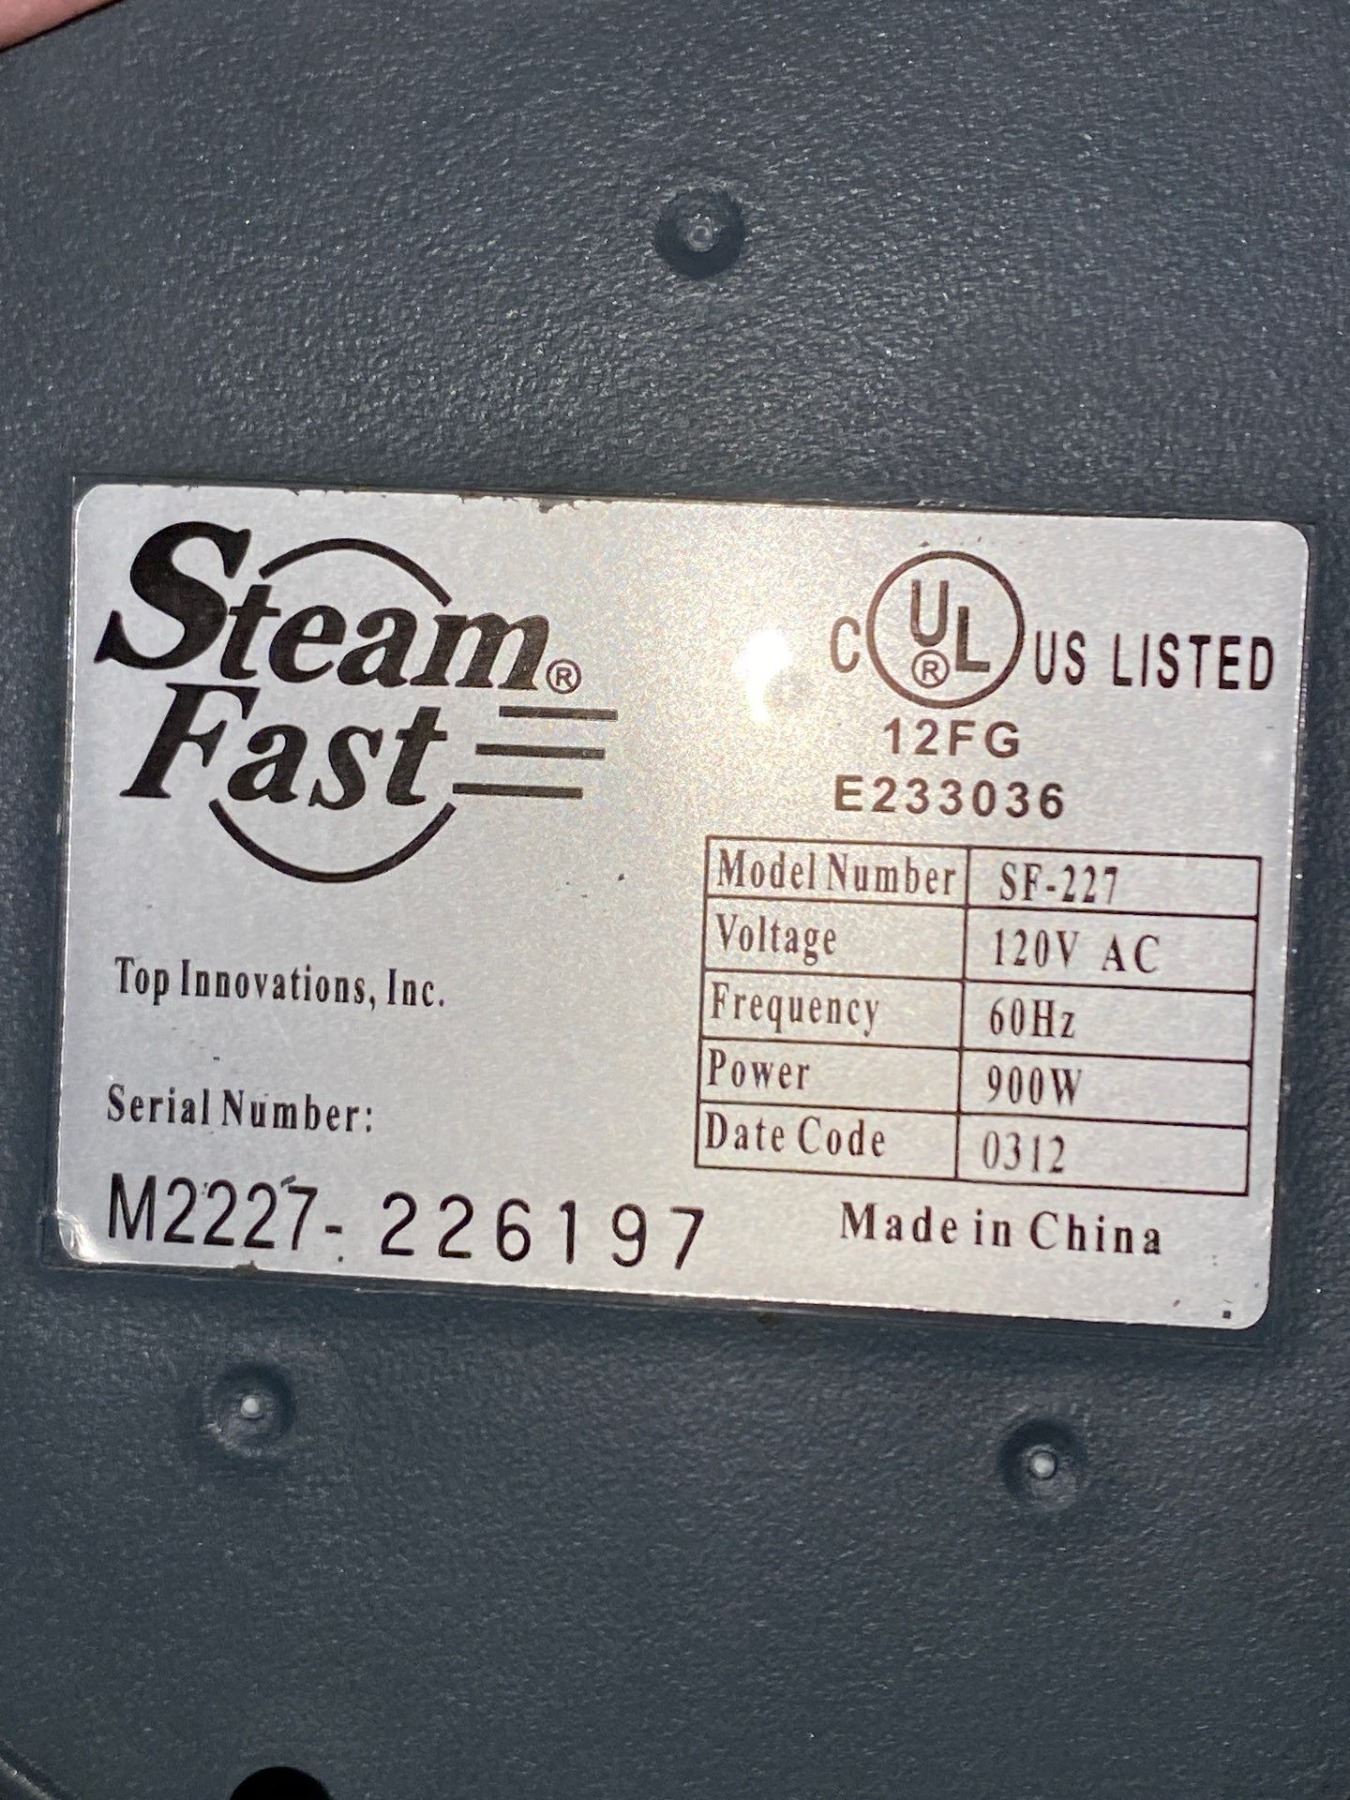 Steam®
Fast
C UL® US LISTED
12FG
E233036
Model Number SF-227
Voltage 120V AC
Frequency 60Hz
Power 900W
Date Code 0312
Top Innovations, Inc.
Serial Number:
M2227- 226197
Made in China